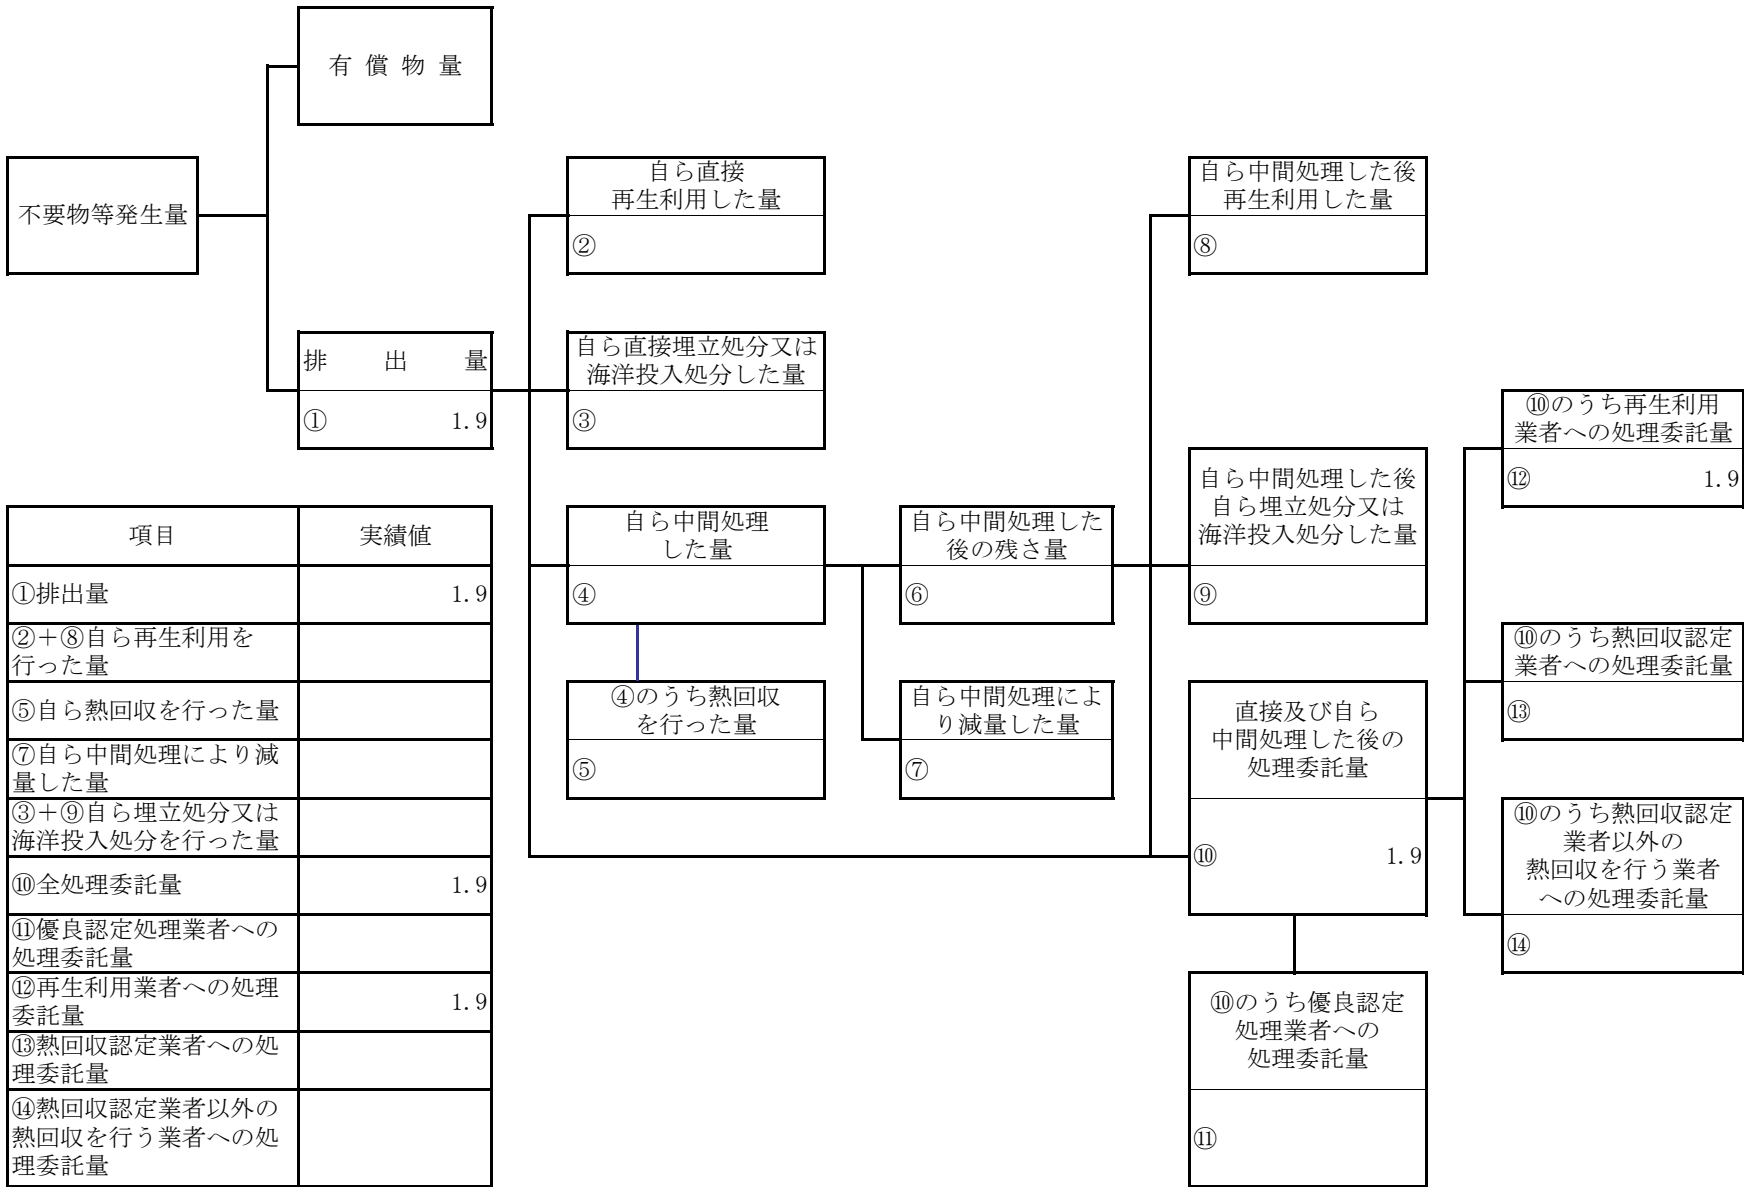 有償物量
不要物等発生量
自ら直接
再生利用した量
②
自ら中間処理した後
再生利用した量
⑧
排出量
① 1.9
自ら直接埋立処分又は
海洋投入処分した量
③
⑩のうち再生利用
業者への処理委託量
⑫ 1.9
自ら中間処理した後
自ら埋立処分又は
海洋投入処分した量
⑨
自ら中間処理
した量
④
自ら中間処理した
後の残さ量
⑥
⑩のうち熱回収認定
業者への処理委託量
⑬
④のうち熱回収
を行った量
⑤
自ら中間処理によ
り減量した量
⑦
直接及び自ら
中間処理した後の
処理委託量
⑩ 1.9
⑩のうち熱回収認定
業者以外の
熱回収を行う業者
への処理委託量
⑭
⑩のうち優良認定
処理業者への
処理委託量
⑪
項目 実績値
①排出量 1.9
②+⑧自ら再生利用を
行った量
⑤自ら熱回収を行った量
⑦自ら中間処理により減
量した量
③+⑨自ら埋立処分又は
海洋投入処分を行った量
⑩全処理委託量 1.9
⑪優良認定処理業者への
処理委託量
⑫再生利用業者への処理
委託量 1.9
⑬熱回収認定業者への処
理委託量
⑭熱回収認定業者以外の
熱回収を行う業者への処
理委託量